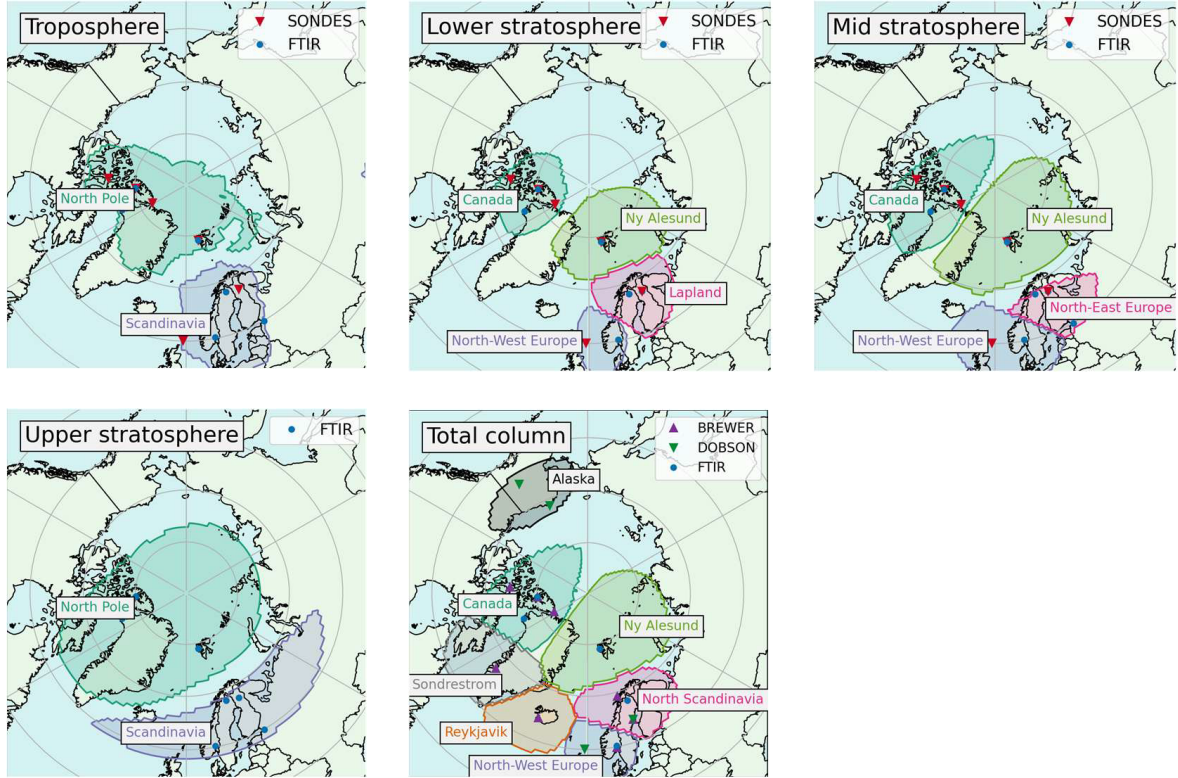 Troposphere
SONDES
FTIR
North Pole
Scandinavia
Lower stratosphere
SONDES
FTIR
Canada
Ny Alesund
Lapland
North-West Europe
Mid stratosphere
SONDES
FTIR
Canada
Ny Alesund
North-East Europe
North-West Europe
Upper stratosphere
FTIR
North Pole
Scandinavia
Total column
BREWER
DOBSON
FTIR
Alaska
Canada
Ny Alesund
Sondrestrom
North Scandinavia
Reykjavik
North-West Europe